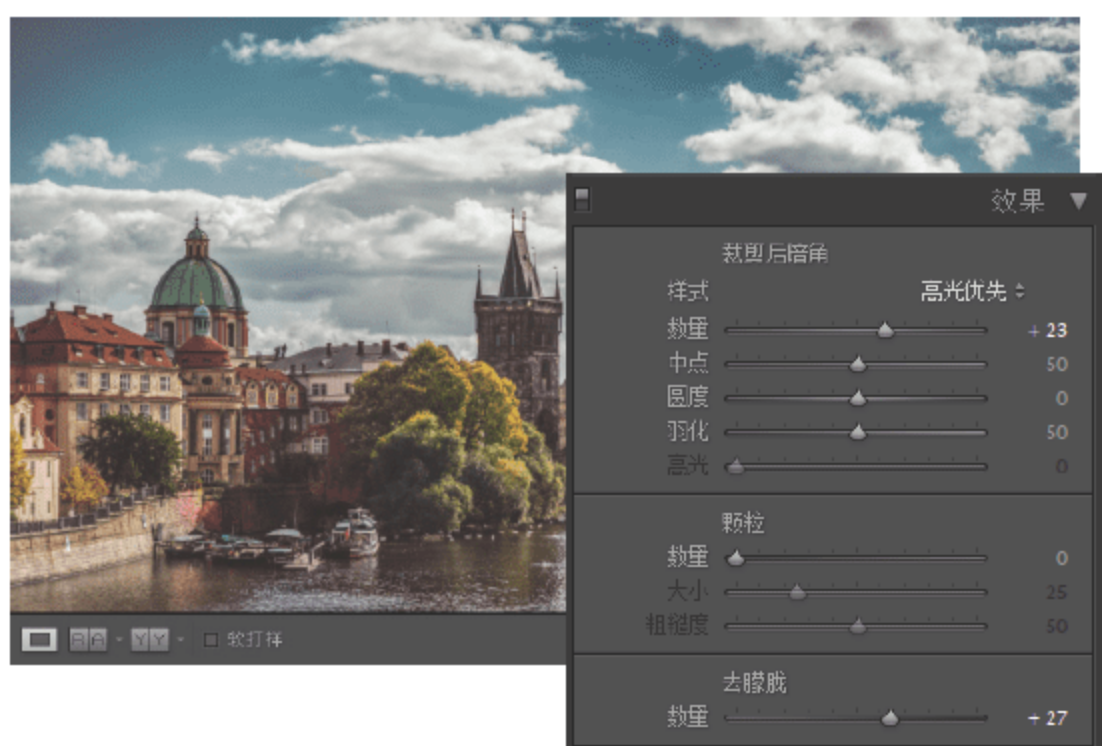 效果
裁剪后暗角
样式 高光优先
数量 + 23
中点 50
圆度 0
羽化 50
高光 0
颗粒
数量 0
大小 25
粗糙度 50
去朦胧
数量 + 27
RA YY 软打样